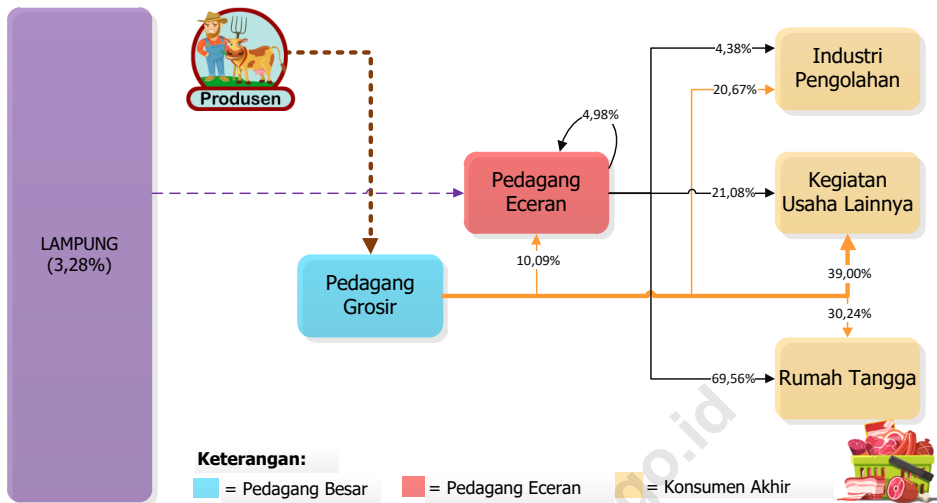 LAMPUNG
(3,28%)
Produsen
Pedagang
Grosir
Pedagang
Eceran
4,98%
10,09%
4,38%
20,67%
21,08%
39,00%
30,24%
69,56%
Industri
Pengolahan
Kegiatan
Usaha Lainnya
Rumah Tangga
Keterangan:
= Pedagang Besar
= Pedagang Eceran
= Konsumen Akhir
go.id